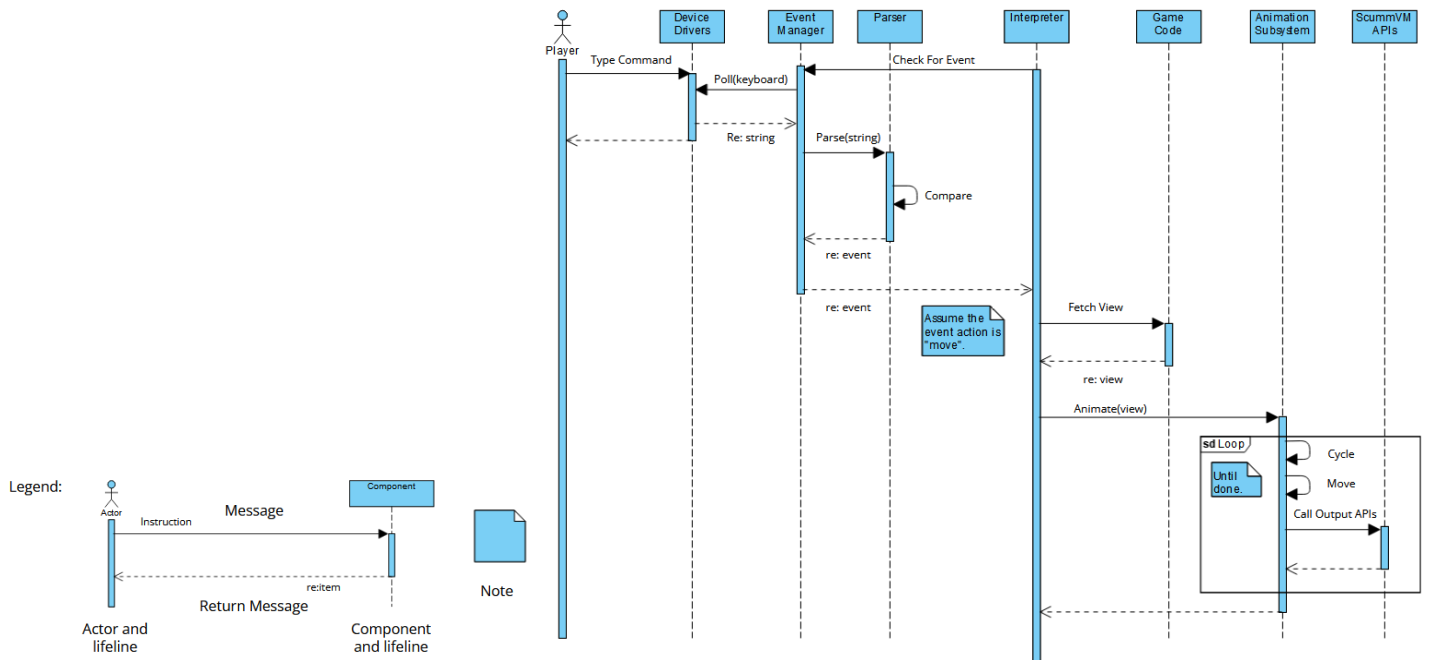 Player
Device
Drivers
Event
Manager
Parser
Interpreter
Game
Code
Animation
Subsystem
ScummVM
APIs
Type Command
Check For Event
Poll(keyboard)
Re: string
Parse(string)
Compare
re: event
re: event
Assume the
event action is
"move".
Fetch View
re: view
Animate(view)
sd Loop
Cycle
Until
done.
Move
Call Output APIs
Legend:
Actor
Component
Instruction
Message
re:item
Return Message
Note
Actor and
lifeline
Component
and lifeline